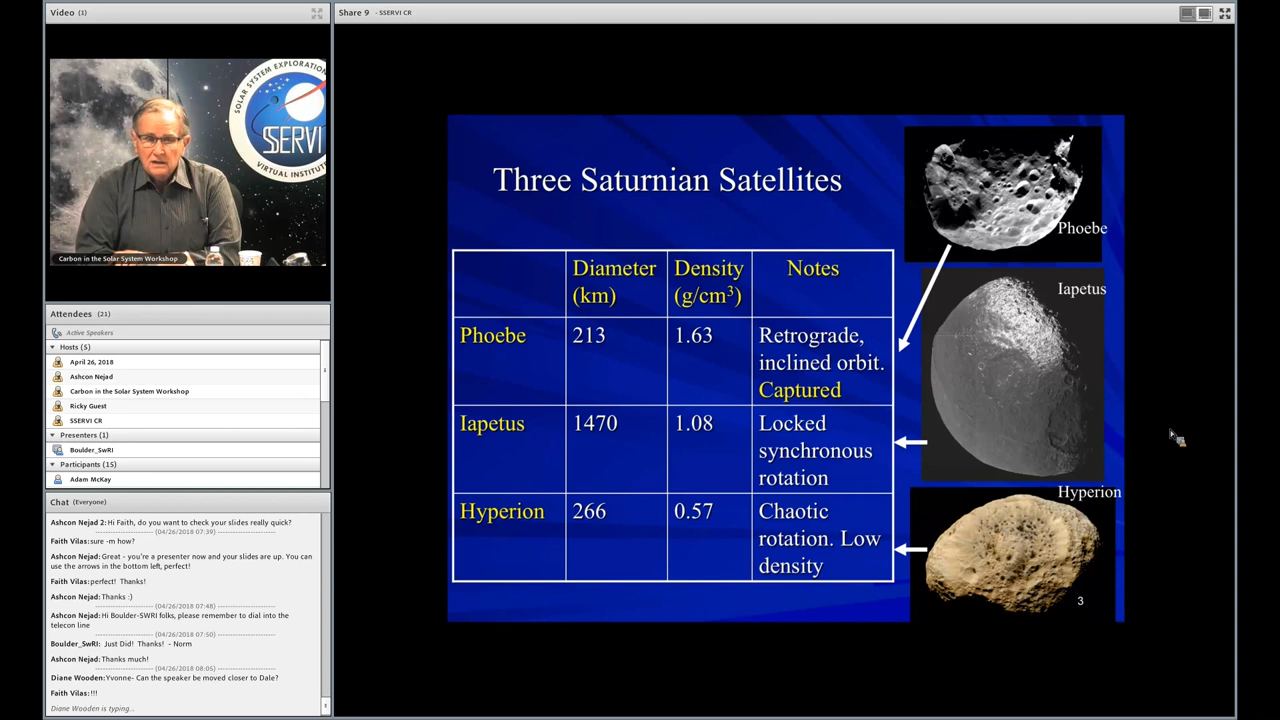 Video (1)
SOLAR SYSTEM EXPLORATION
SSERVI
VIRTUAL INSTITUTE
Carbon in the Solar System Workshop
Attendees (21)
Active Speakers
Hosts (5)
April 26, 2018
Ashcon Nejad
Carbon in the Solar System Workshop
Ricky Guest
SSERVI CR
Presenters (1)
Boulder_SwRI
Participants (15)
Adam McKay
Chat (Everyone)
Ashcon Nejad 2: Hi Faith, do you want to check your slides really quick?
(04/26/2018 07:39)
Faith Vilas: sure -m how?
Ashcon Nejad: Great - you're a presenter now and your slides are up. You can
use the arrows in the bottom left, perfect!
Faith Vilas: perfect! Thanks!
Ashcon Nejad: Thanks :)
(04/26/2018 07:48)
Ashcon Nejad: Hi Boulder-SWRI folks, please remember to dial into the
telecon line
(04/26/2018 07:50)
Boulder_SwRI: Just Did! Thanks! - Norm
Ashcon Nejad: Thanks much!
(04/26/2018 08:05)
Diane Wooden: Yvonne- Can the speaker be moved closer to Dale?
Faith Vilas: !!!
Diane Wooden is typing...
Share 9 - SSERVI CR
Three Saturnian Satellites
Diameter (km) Density (g/cm³) Notes
Phoebe 213 1.63 Retrograde,
inclined orbit.
Captured
Iapetus 1470 1.08 Locked
synchronous
rotation
Hyperion 266 0.57 Chaotic
rotation. Low
density
Phoebe
Iapetus
Hyperion
3